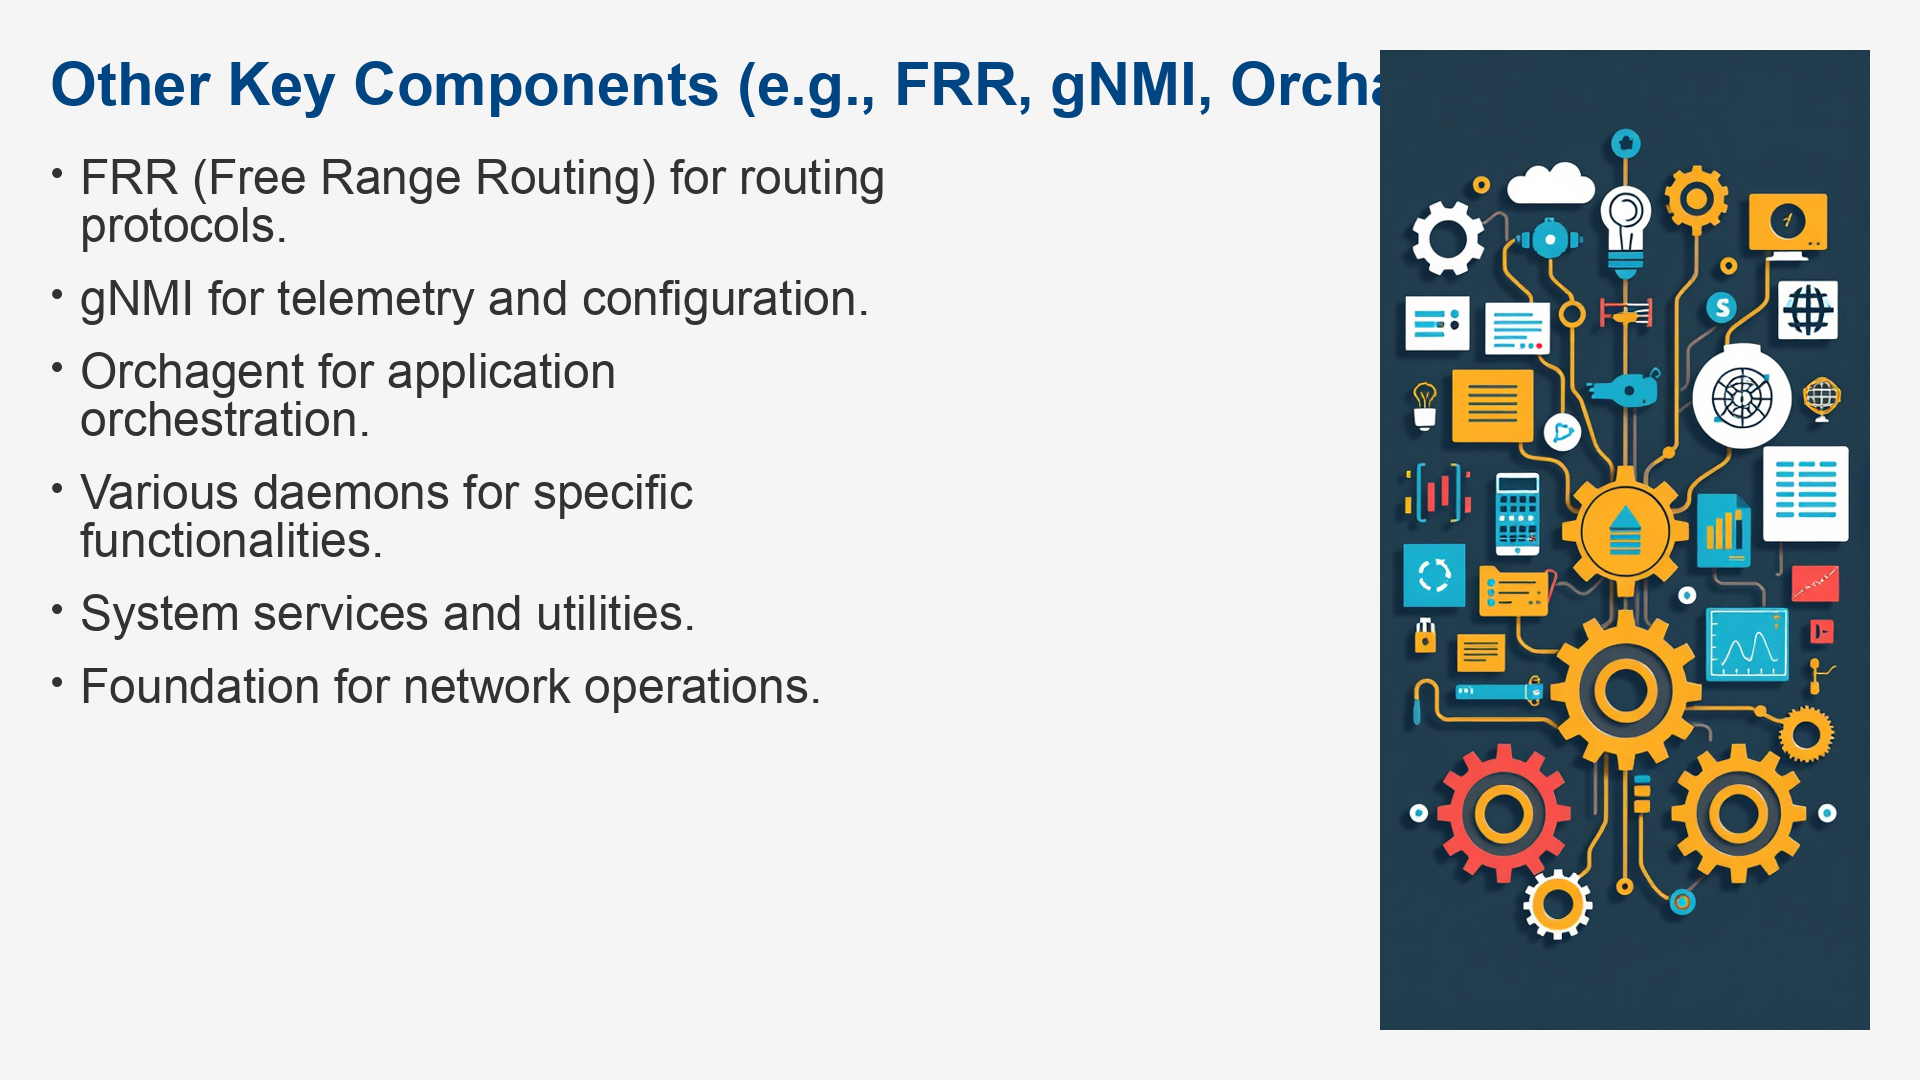 Other Key Components (e.g., FRR, gNMI, Orcha
• FRR (Free Range Routing) for routing
protocols.
• gNMI for telemetry and configuration.
• Orchagent for application
orchestration.
• Various daemons for specific
functionalities.
• System services and utilities.
• Foundation for network operations.
S